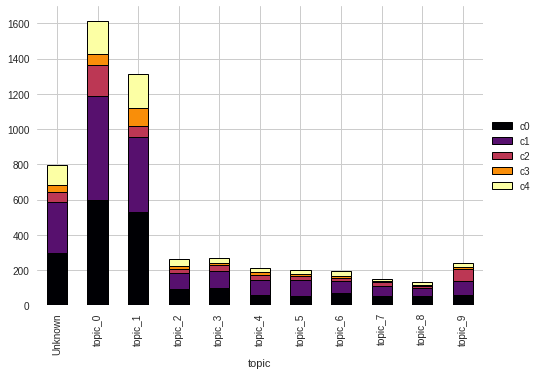 1600
1400
1200
1000
800
600
400
200
0
Unknown
topic_0
topic_1
topic_2
topic_3
topic_4
topic_5
topic_6
topic_7
topic_8
topic_9
topic
c0
c1
c2
c3
c4